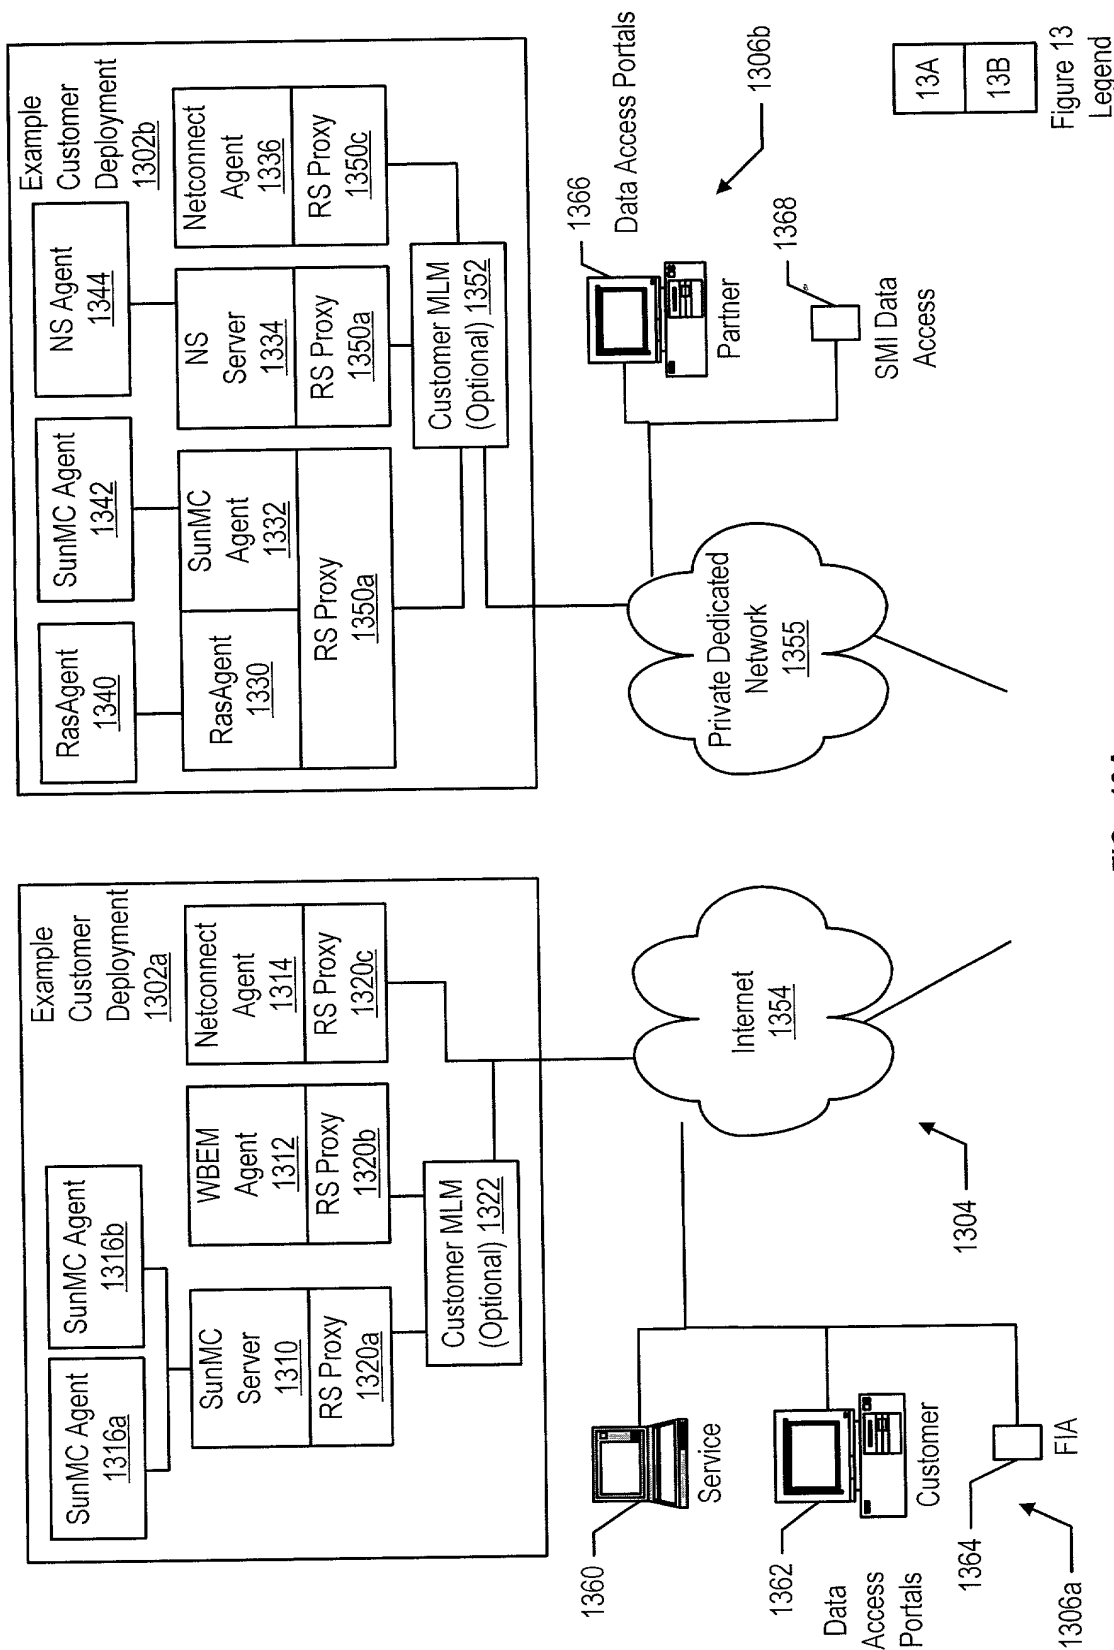 Example
Customer
Deployment
1302a
SunMC Agent
1316a
SunMC Agent
1316b
SunMC
Server
1310
RS Proxy
1320a
WBEM
Agent
1312
RS Proxy
1320b
Netconnect
Agent
1314
RS Proxy
1320c
Customer MLM
(Optional) 1322
Example
Customer
Deployment
1302b
RasAgent
1340
SunMC Agent
1342
NS Agent
1344
RasAgent
1330
SunMC
Agent
1332
RS Proxy
1350a
NS
Server
1334
RS Proxy
1350a
Netconnect
Agent
1336
RS Proxy
1350c
Customer MLM
(Optional) 1352
1360
Service
1362
Data
Access
Portals
Customer
1364
FIA
1306a
Internet
1354
1304
Private Dedicated
Network
1355
1366
Data Access Portals
Partner
1306b
1368
SMI Data
Access
13A
13B
Figure 13
Legend